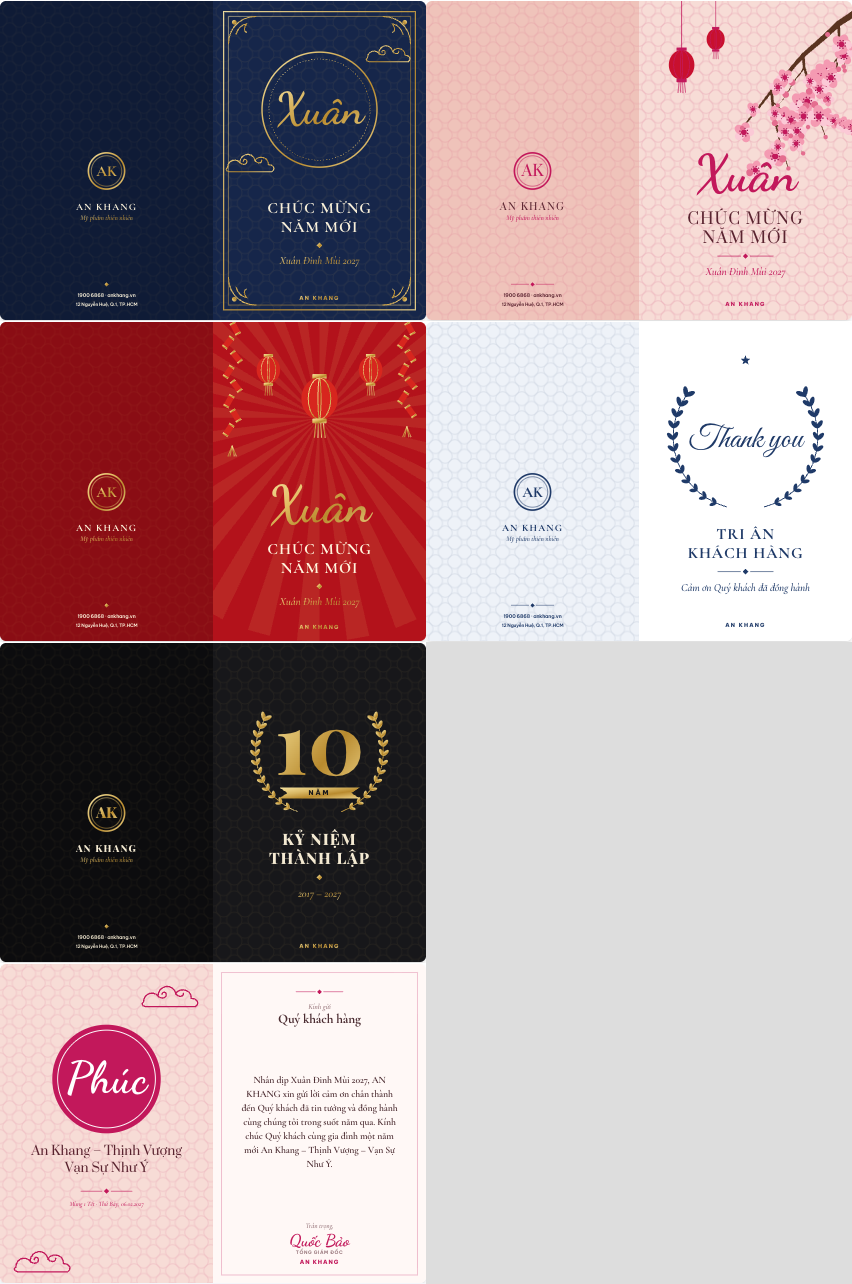 AK
AN KHANG
Mỹ phẩm thiên nhiên
1900 6868 · ankhang.vn
12 Nguyễn Huệ, Q.1, TP. HCM
Xuân
CHÚC MỪNG
NĂM MỚI
Xuân Đinh Mùi 2027
AN KHANG
AK
AN KHANG
Mỹ phẩm thiên nhiên
1900 6868 · ankhang.vn
12 Nguyễn Huệ, Q.1, TP. HCM
Xuân
CHÚC MỪNG
NĂM MỚI
Xuân Đinh Mùi 2027
AN KHANG
AK
AN KHANG
Mỹ phẩm thiên nhiên
1900 6868 · ankhang.vn
12 Nguyễn Huệ, Q.1, TP. HCM
Xuân
CHÚC MỪNG
NĂM MỚI
Xuân Đinh Mùi 2027
AN KHANG
AK
AN KHANG
Mỹ phẩm thiên nhiên
1900 6868 · ankhang.vn
12 Nguyễn Huệ, Q.1, TP. HCM
Thank you
TRI ÂN
KHÁCH HÀNG
Cảm ơn Quý khách đã đồng hành
AN KHANG
AK
AN KHANG
Mỹ phẩm thiên nhiên
1900 6868 · ankhang.vn
12 Nguyễn Huệ, Q.1, TP. HCM
10
NĂM
KỶ NIỆM
THÀNH LẬP
2017 – 2027
AN KHANG
Phúc
An Khang – Thịnh Vượng
Vạn Sự Như Ý
Mùng 1 Tết · Thứ Bảy, 06.02.2027
Kính gửi
Quý khách hàng
Nhân dịp Xuân Đinh Mùi 2027, AN
KHANG xin gửi lời cảm ơn chân thành
đến Quý khách đã tin tưởng và đồng hành
cùng chúng tôi trong suốt năm qua. Kính
chúc Quý khách cùng gia đình một năm
mới An Khang – Thịnh Vượng – Vạn Sự
Như Ý.
Trân trọng,
Quốc Bảo
TỔNG GIÁM ĐỐC
AN KHANG